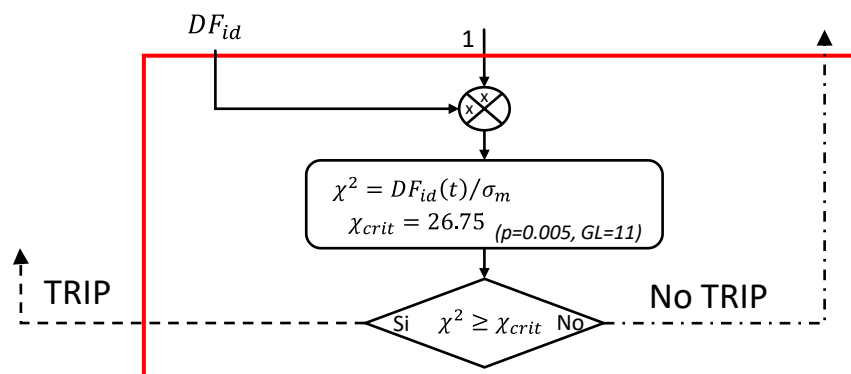 DF_id
1
x
x
χ² = DF_id(t)/σ_m
χ_crit = 26.75 (p=0.005, GL=11)
TRIP
No TRIP
Si χ² ≥ χ_crit No